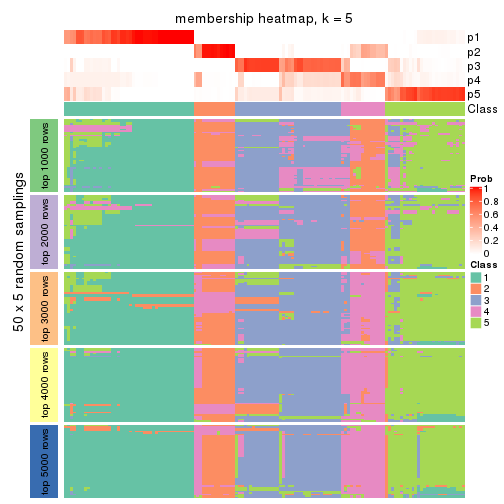 membership heatmap, k = 5
p1
p2
p3
p4
p5
Class
50 x 5 random samplings
top 1000 rows
top 2000 rows
top 3000 rows
top 4000 rows
top 5000 rows
Prob
1
0.8
0.6
0.4
0.2
0
Class
1
2
3
4
5